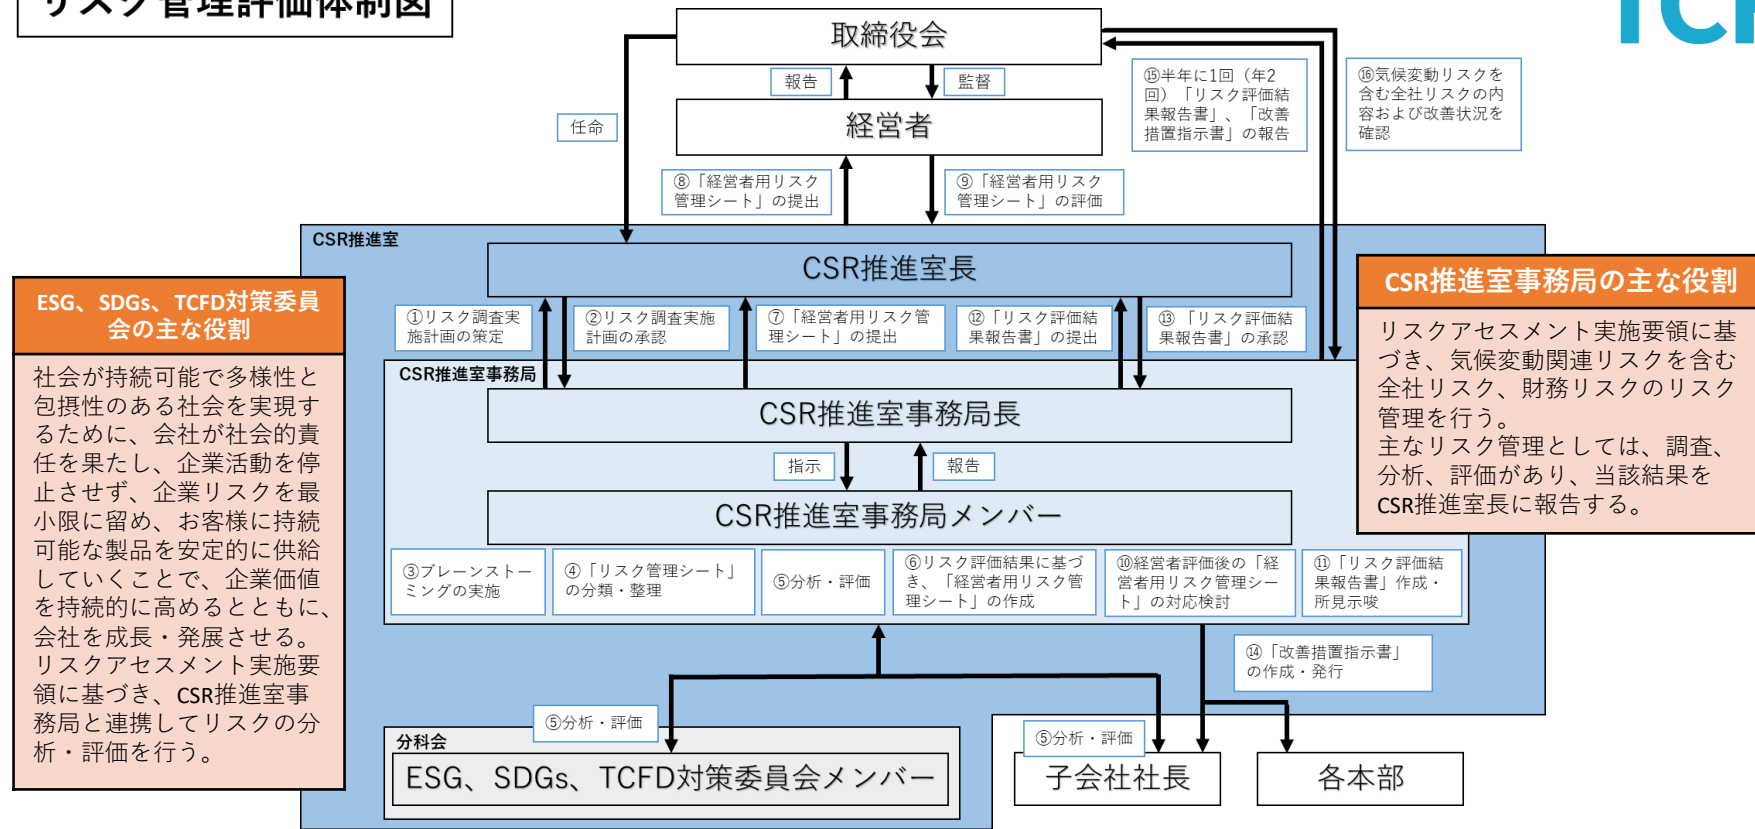 リスク管理評価体制図
取締役会
報告
監督
任命
経営者
⑮半年に1回（年2
回）「リスク評価結
果報告書」、「改善
措置指示書」の報告
⑯気候変動リスクを
含む全社リスクの内
容および改善状況を
確認
⑧「経営者用リスク
管理シート」の提出
⑨「経営者用リスク
管理シート」の評価
CSR推進室
CSR推進室長
①リスク調査実
施計画の策定
②リスク調査実施
計画の承認
⑦「経営者用リスク管
理シート」の提出
⑫「リスク評価結
果報告書」の提出
⑬「リスク評価結
果報告書」の承認
CSR推進室事務局
CSR推進室事務局長
指示
報告
CSR推進室事務局メンバー
③ブレーンストー
ミングの実施
④「リスク管理シート」
の分類・整理
⑤分析・評価
⑥リスク評価結果に基づ
き、「経営者用リスク管
理シート」の作成
⑩経営者評価後の「経
営者用リスク管理シー
ト」の対応検討
⑪「リスク評価結
果報告書」作成・
所見示唆
⑭「改善措置指示書」
の作成・発行
⑤分析・評価
⑤分析・評価
分科会
ESG、SDGs、TCFD対策委員会メンバー
子会社社長
各本部
ESG、SDGs、TCFD対策委員
会の主な役割
社会が持続可能で多様性と
包摂性のある社会を実現す
るために、会社が社会的責
任を果たし、企業活動を停
止させず、企業リスクを最
小限に留め、お客様に持続
可能な製品を安定的に供給
していくことで、企業価値
を持続的に高めるとともに、
会社を成長・発展させる。
リスクアセスメント実施要
領に基づき、CSR推進室事
務局と連携してリスクの分
析・評価を行う。
CSR推進室事務局の主な役割
リスクアセスメント実施要領に基
づき、気候変動関連リスクを含む
全社リスク、財務リスクのリスク
管理を行う。
主なリスク管理としては、調査、
分析、評価があり、当該結果を
CSR推進室長に報告する。